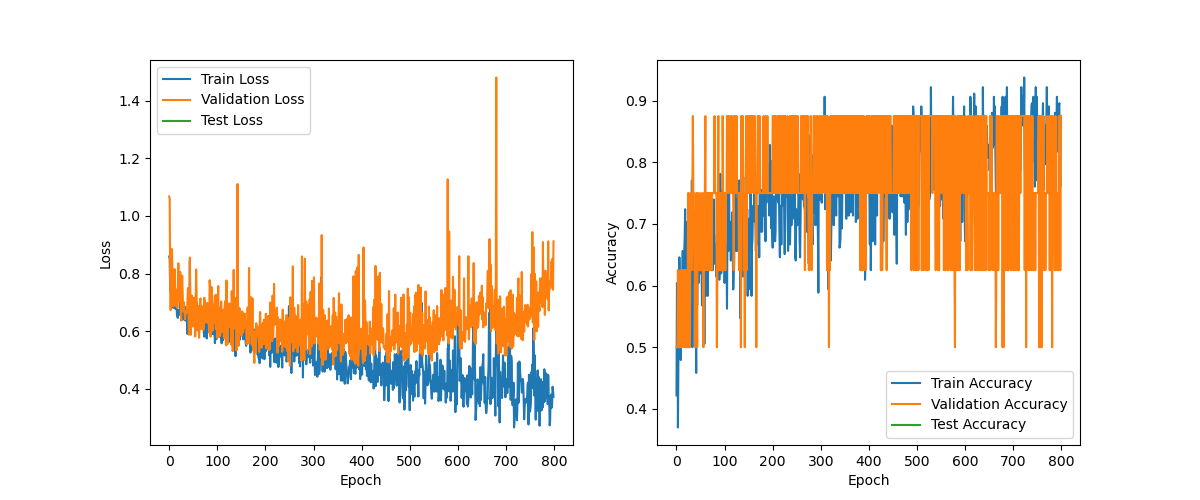 Train Loss
Validation Loss
Test Loss
1.4
1.2
1.0
0.8
0.6
0.4
Loss
0 100 200 300 400 500 600 700 800
Epoch
0.9
0.8
0.7
0.6
0.5
0.4
Accuracy
Train Accuracy
Validation Accuracy
Test Accuracy
0 100 200 300 400 500 600 700 800
Epoch